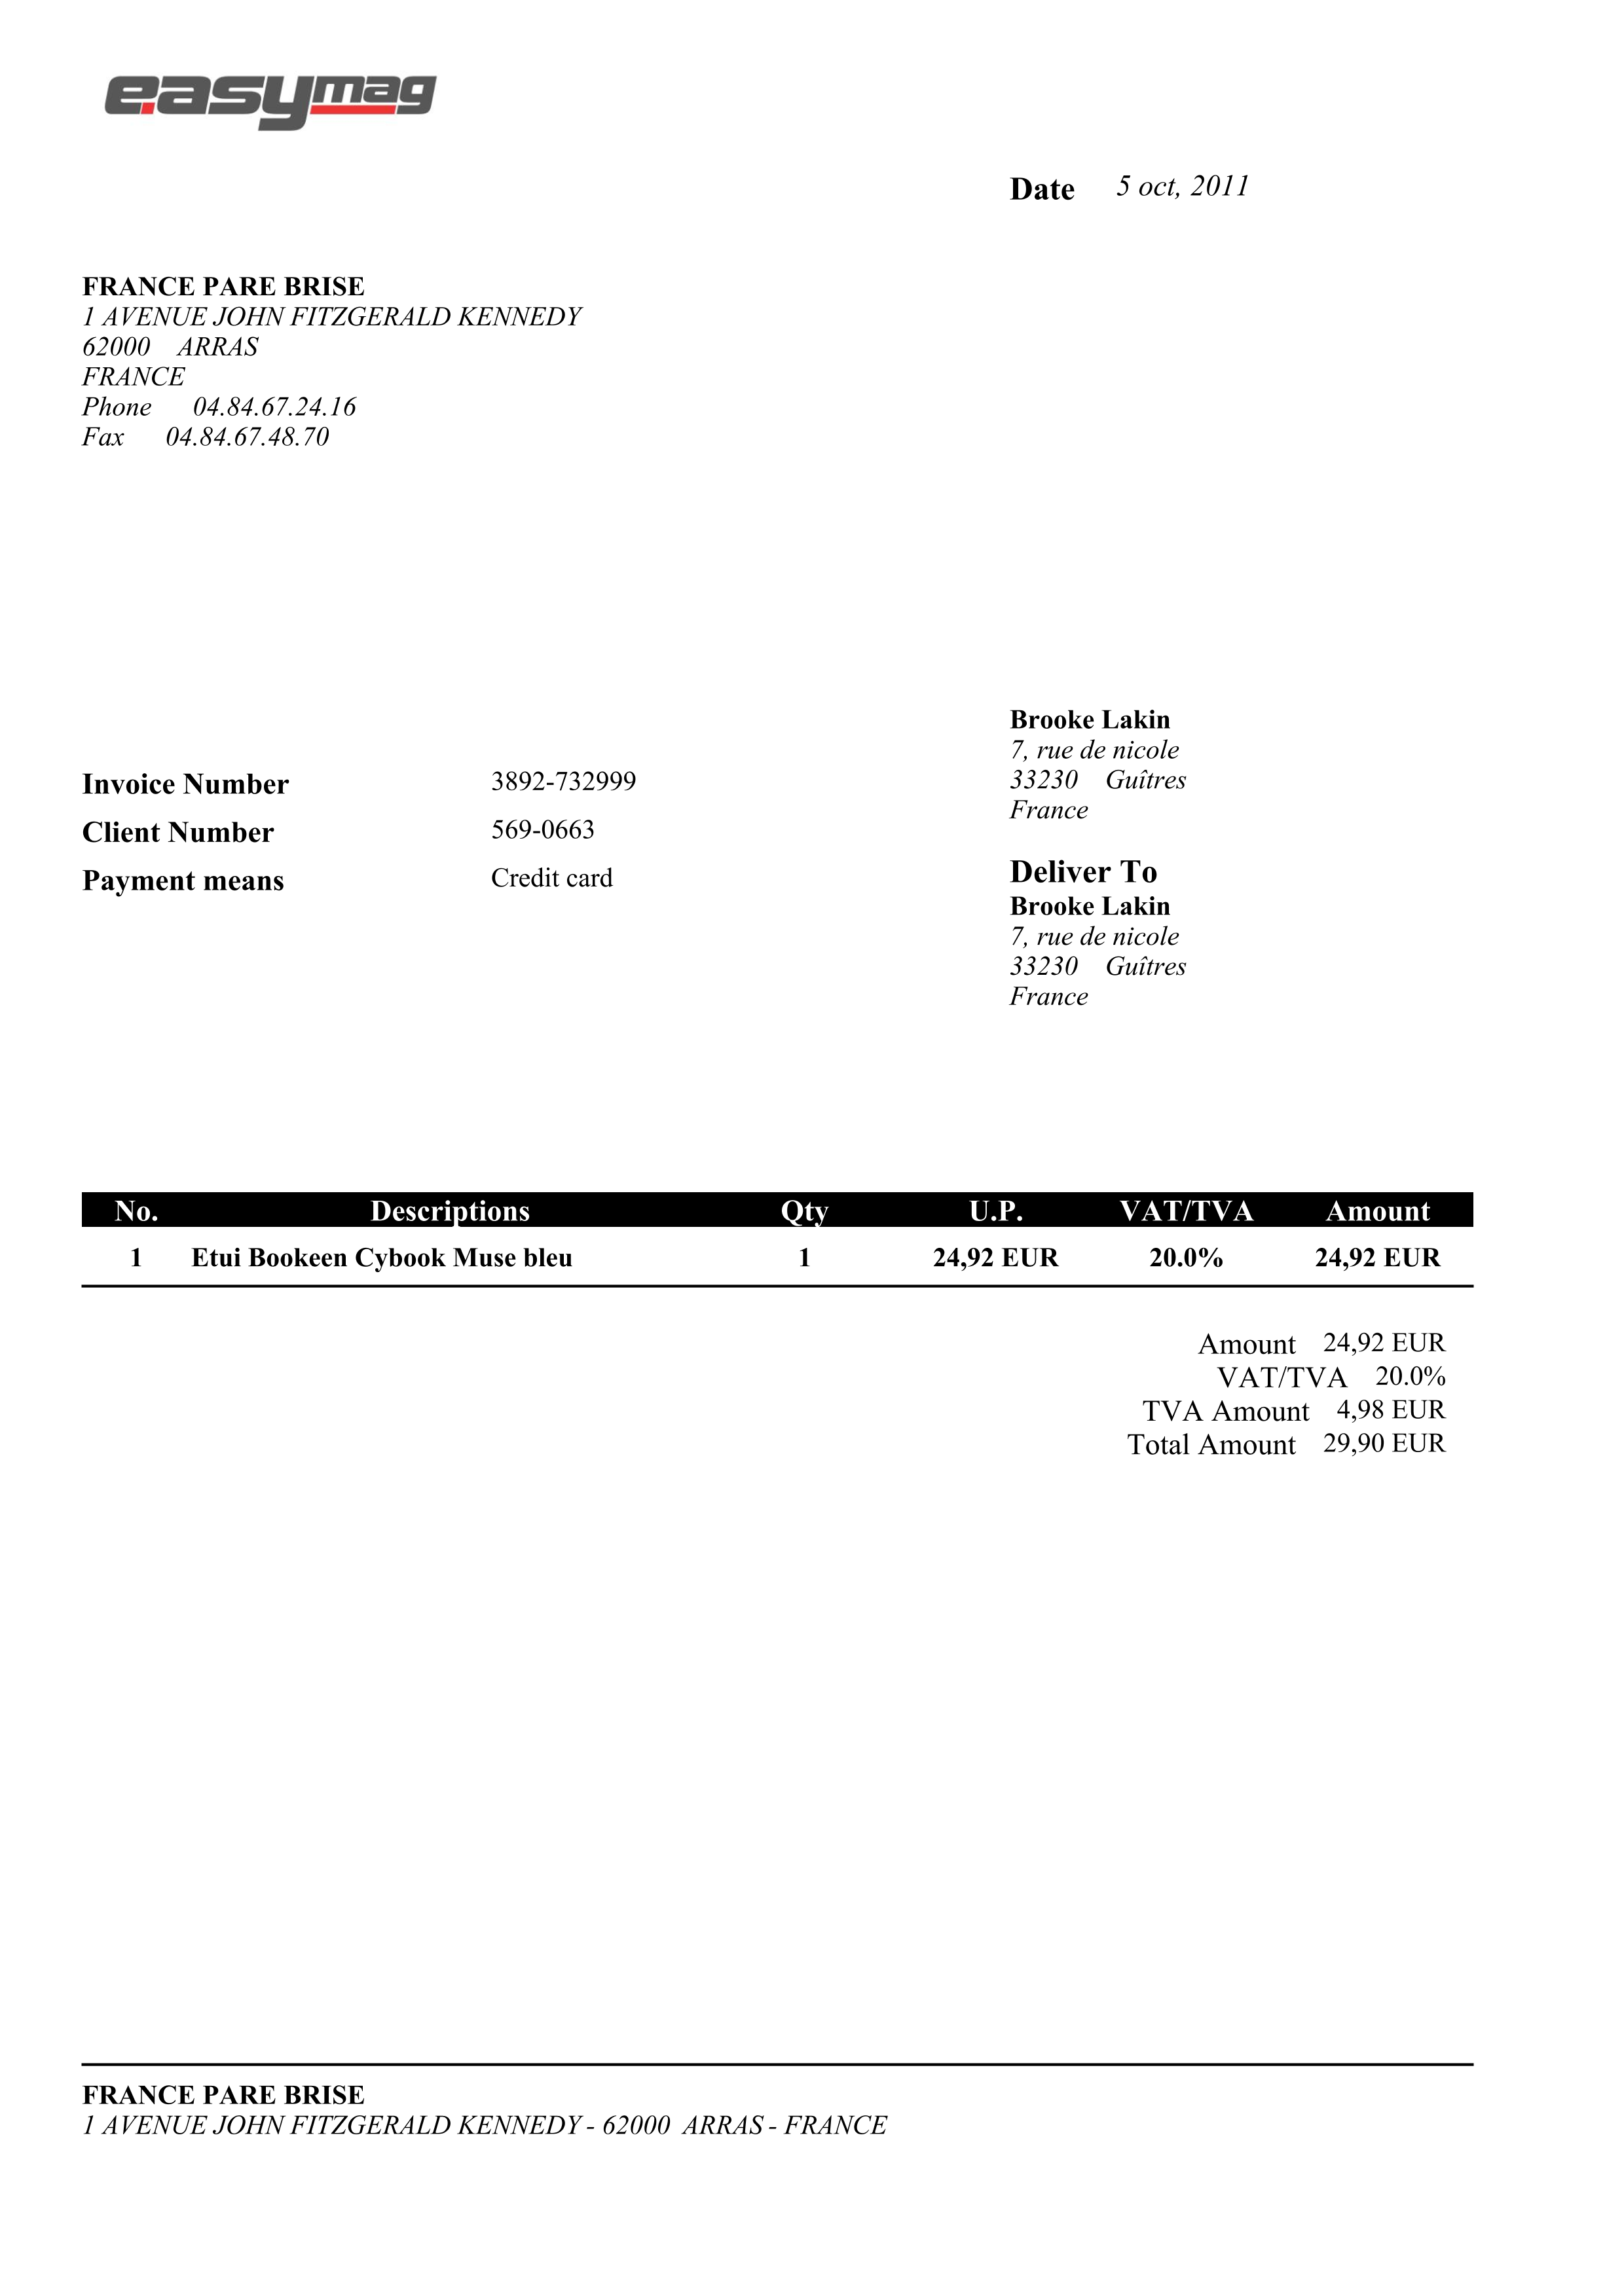 easymag
Date 5 oct, 2011
FRANCE PARE BRISE
1 AVENUE JOHN FITZGERALD KENNEDY
62000 ARRAS
FRANCE
Phone 04.84.67.24.16
Fax 04.84.67.48.70
Brooke Lakin
7, rue de nicole
33230 Guîtres
France
Invoice Number 3892-732999
Client Number 569-0663
Payment means Credit card
Deliver To
Brooke Lakin
7, rue de nicole
33230 Guîtres
France
No. Descriptions Qty U.P. VAT/TVA Amount
1 Etui Bookeen Cybook Muse bleu 1 24,92 EUR 20.0% 24,92 EUR
Amount 24,92 EUR
VAT/TVA 20.0%
TVA Amount 4,98 EUR
Total Amount 29,90 EUR
FRANCE PARE BRISE
1 AVENUE JOHN FITZGERALD KENNEDY - 62000 ARRAS - FRANCE